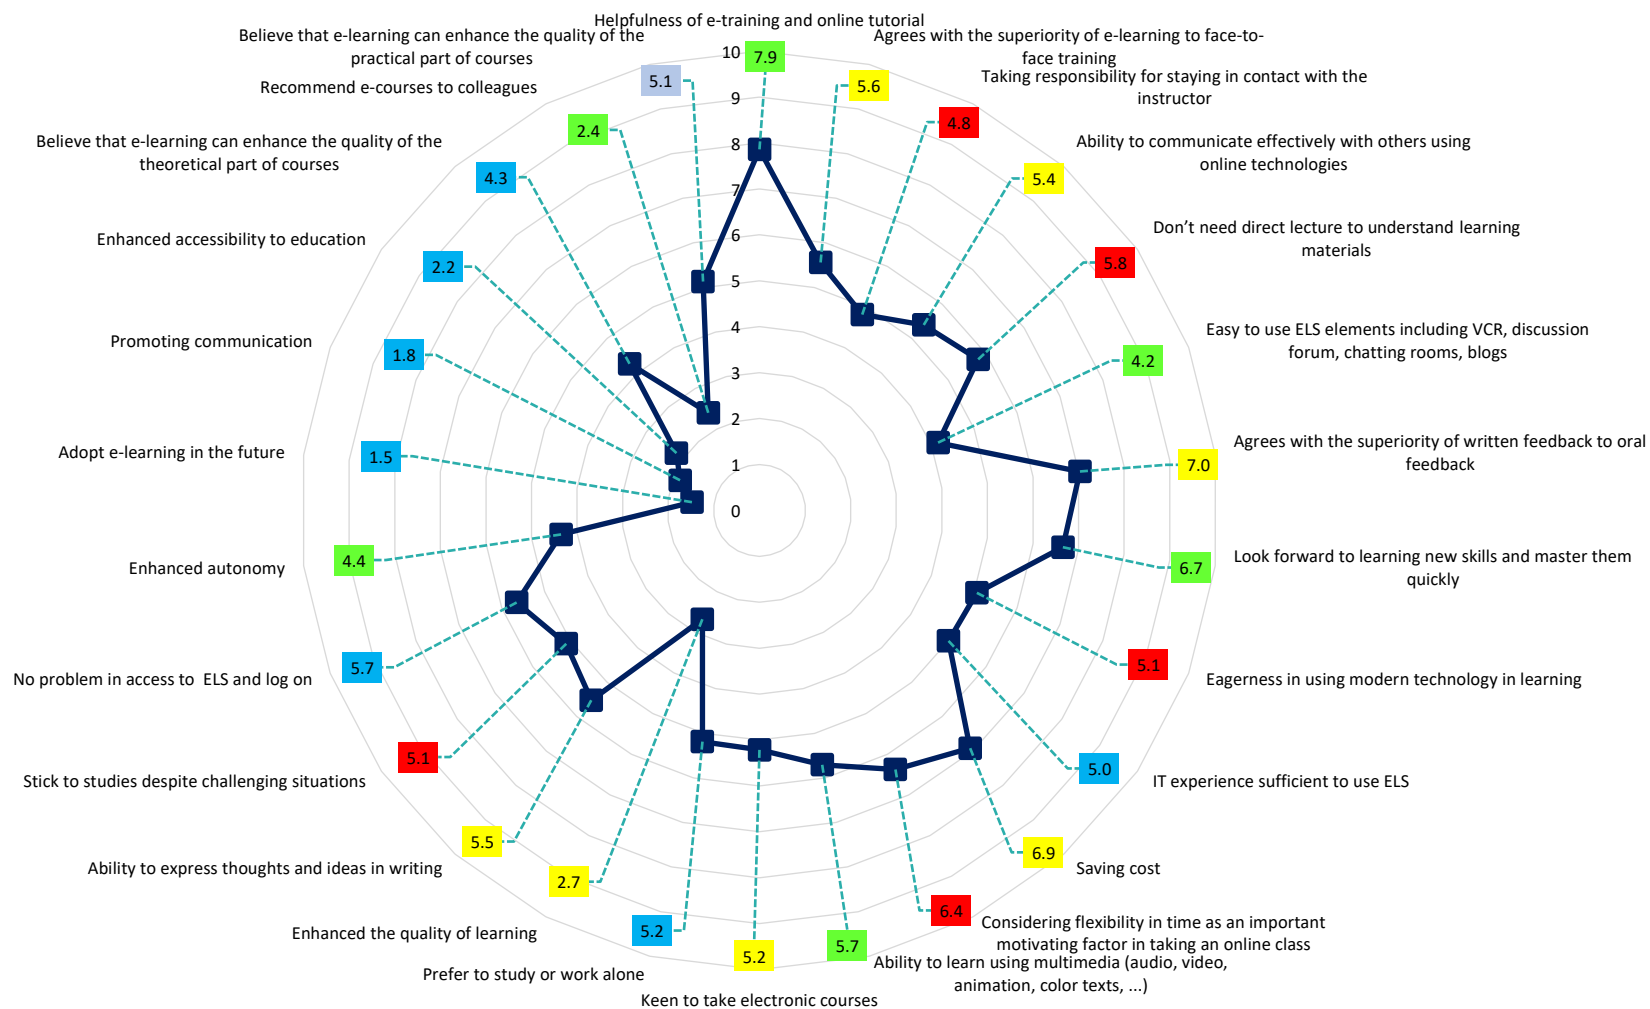 Helpfulness of e-training and online tutorial
7.9
Agrees with the superiority of e-learning to face-to-
face training
5.6
Taking responsibility for staying in contact with the
instructor
4.8
Ability to communicate effectively with others using
online technologies
5.4
Don’t need direct lecture to understand learning
materials
5.8
Easy to use ELS elements including VCR, discussion
forum, chatting rooms, blogs
4.2
Agrees with the superiority of written feedback to oral
feedback
7.0
Look forward to learning new skills and master them
quickly
6.7
Eagerness in using modern technology in learning
5.1
IT experience sufficient to use ELS
5.0
Saving cost
6.9
Considering flexibility in time as an important
motivating factor in taking an online class
6.4
Ability to learn using multimedia (audio, video,
animation, color texts, ...)
5.7
Keen to take electronic courses
5.2
Prefer to study or work alone
5.2
Enhanced the quality of learning
2.7
Ability to express thoughts and ideas in writing
5.5
Stick to studies despite challenging situations
5.1
No problem in access to  ELS and log on
5.7
Enhanced autonomy
4.4
Adopt e-learning in the future
1.5
Promoting communication
1.8
Enhanced accessibility to education
2.2
Believe that e-learning can enhance the quality of the
theoretical part of courses
4.3
Recommend e-courses to colleagues
2.4
Believe that e-learning can enhance the quality of the
practical part of courses
5.1
10
9
8
7
6
5
4
3
2
1
0